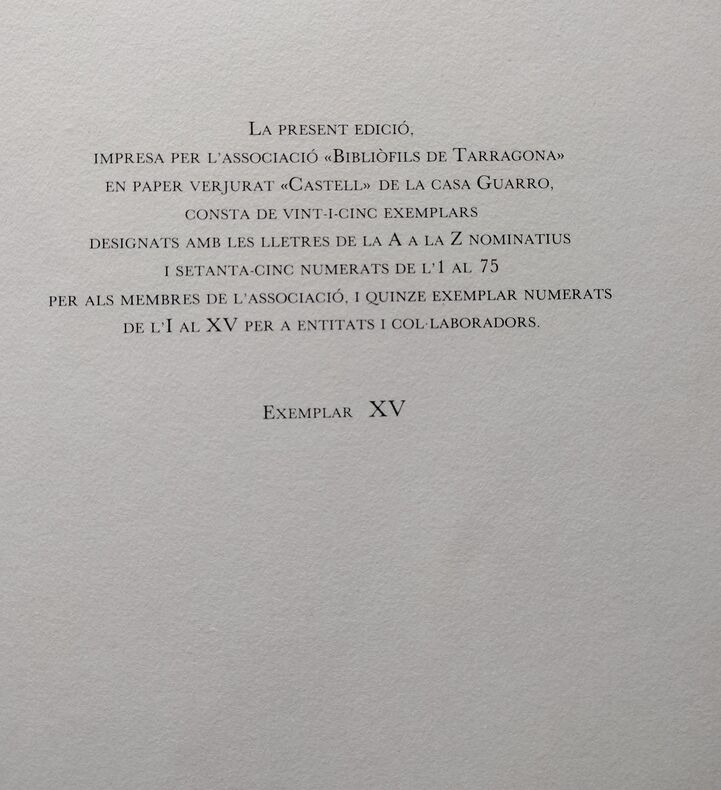 La present edició,
impresa per l'associació «Bibliòfils de Tarragona»
en paper verjurat «Castell» de la casa Guarro,
consta de vint-i-cinc exemplars
designats amb les lletres de la A a la Z nominatius
i setanta-cinc numerats de l'1 al 75
per als membres de l'associació, i quinze exemplar numerats
de l'I al XV per a entitats i col·laboradors.
Exemplar XV